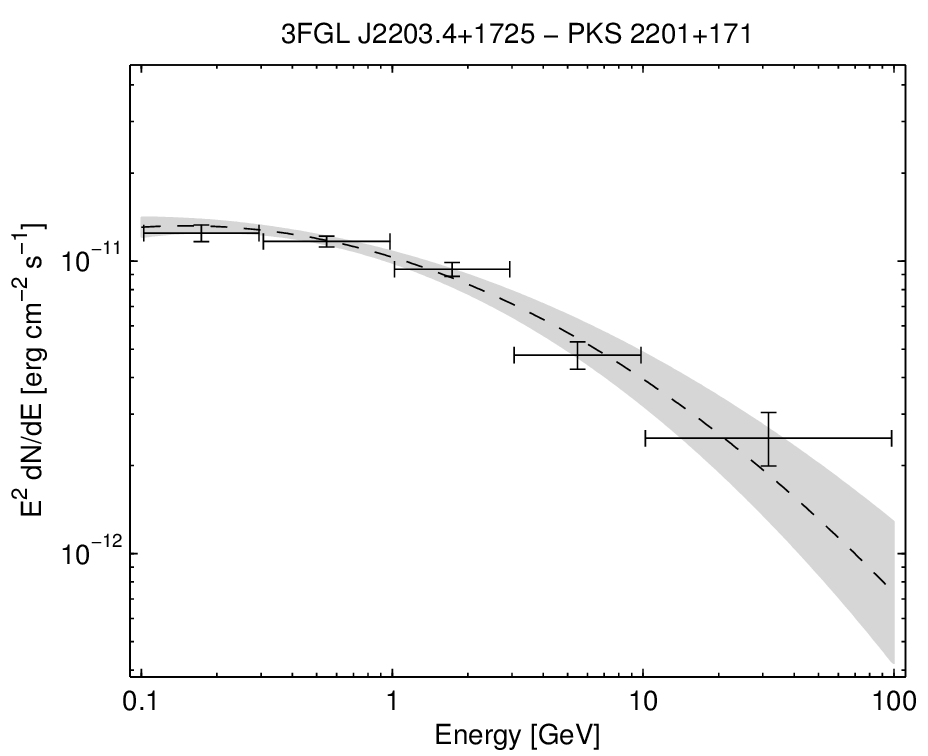 3FGL J2203.4+1725 − PKS 2201+171
E² dN/dE [erg cm⁻² s⁻¹]
10⁻¹¹
10⁻¹²
0.1 1 10 100
Energy [GeV]